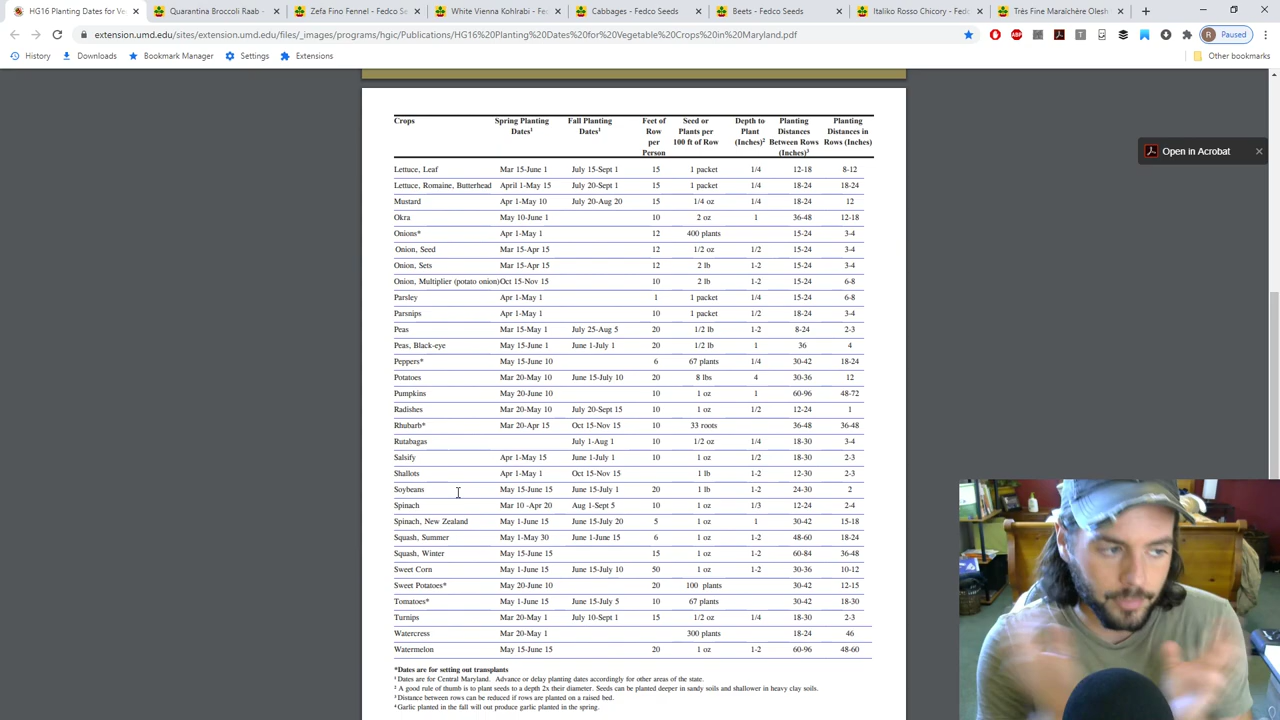 Planting Dates for Ve
Quarantina Broccoli Raab -
Zefa Fino Fennel - Fedco Se
White Vienna Kohlrabi - Fed
Cabbages - Fedco Seeds
Beets - Fedco Seeds
Italiko Rosso Chicory - Fedc
Très Fine Maraîchère Olesh
extension.umd.edu/sites/extension.umd.edu/files/_images/programs/hgic/Publications/HG16%20Planting%20Dates%20for%20Vegetable%20Crops%20in%20Maryland.pdf
ABP
T
R Paused
History Downloads Bookmark Manager Settings Extensions Other bookmarks
Open in Acrobat
Crops Spring Planting Dates¹ Fall Planting Dates¹ Feet of Row per Person Seed or Plants per 100 ft of Row Depth to Plant (Inches)² Planting Distances Between Rows (Inches)³ Planting Distances in Rows (Inches)
Lettuce, Leaf Mar 15-June 1 July 15-Sept 1 15 1 packet 1/4 12-18 8-12
Lettuce, Romaine, Butterhead April 1-May 15 July 20-Sept 1 15 1 packet 1/4 18-24 18-24
Mustard Apr 1-May 10 July 20-Aug 20 15 1/4 oz 1/4 18-24 12
Okra May 10-June 1 10 2 oz 1 36-48 12-18
Onions* Apr 1-May 1 12 400 plants 15-24 3-4
Onion, Seed Mar 15-Apr 15 12 1/2 oz 1/2 15-24 3-4
Onion, Sets Mar 15-Apr 15 12 2 lb 1-2 15-24 3-4
Onion, Multiplier (potato onion) Oct 15-Nov 15 10 2 lb 1-2 15-24 6-8
Parsley Apr 1-May 1 1 1 packet 1/4 15-24 6-8
Parsnips Apr 1-May 1 10 1 packet 1/2 18-24 3-4
Peas Mar 15-May 1 July 25-Aug 5 20 1/2 lb 1-2 8-24 2-3
Peas, Black-eye May 15-June 1 June 1-July 1 20 1/2 lb 1 36 4
Peppers* May 15-June 10 6 67 plants 1/4 30-42 18-24
Potatoes Mar 20-May 10 June 15-July 10 20 8 lbs 4 30-36 12
Pumpkins May 20-June 10 10 1 oz 1 60-96 48-72
Radishes Mar 20-May 10 July 20-Sept 15 10 1 oz 1/2 12-24 1
Rhubarb* Mar 20-Apr 15 Oct 15-Nov 15 10 33 roots 36-48 36-48
Rutabagas July 1-Aug 1 10 1/2 oz 1/4 18-30 3-4
Salsify Apr 1-May 15 June 1-July 1 10 1 oz 1/2 18-30 2-3
Shallots Apr 1-May 1 Oct 15-Nov 15 1 lb 1-2 12-30 2-3
Soybeans May 15-June 15 June 15-July 1 20 1 lb 1-2 24-30 2
Spinach Mar 10 -Apr 20 Aug 1-Sept 5 10 1 oz 1/3 12-24 2-4
Spinach, New Zealand May 1-June 15 June 15-July 20 5 1 oz 1 30-42 15-18
Squash, Summer May 1-May 30 June 1-June 15 6 1 oz 1-2 48-60 18-24
Squash, Winter May 15-June 15 15 1 oz 1-2 60-84 36-48
Sweet Corn May 1-June 15 June 15-July 10 50 1 oz 1-2 30-36 10-12
Sweet Potatoes* May 20-June 10 20 100 plants 30-42 12-15
Tomatoes* May 1-June 15 June 15-July 5 10 67 plants 30-42 18-30
Turnips Mar 20-May 1 July 10-Sept 1 15 1/2 oz 1/4 18-30 2-3
Watercress Mar 20-May 1 300 plants 18-24 46
Watermelon May 15-June 15 20 1 oz 1-2 60-96 48-60
*Dates are for setting out transplants
¹ Dates are for Central Maryland. Advance or delay planting dates accordingly for other areas of the state.
² A good rule of thumb is to plant seeds to a depth 2x their diameter. Seeds can be planted deeper in sandy soils and shallower in heavy clay soils.
³ Distance between rows can be reduced if rows are planted on a raised bed.
⁴ Garlic planted in the fall will out produce garlic planted in the spring.